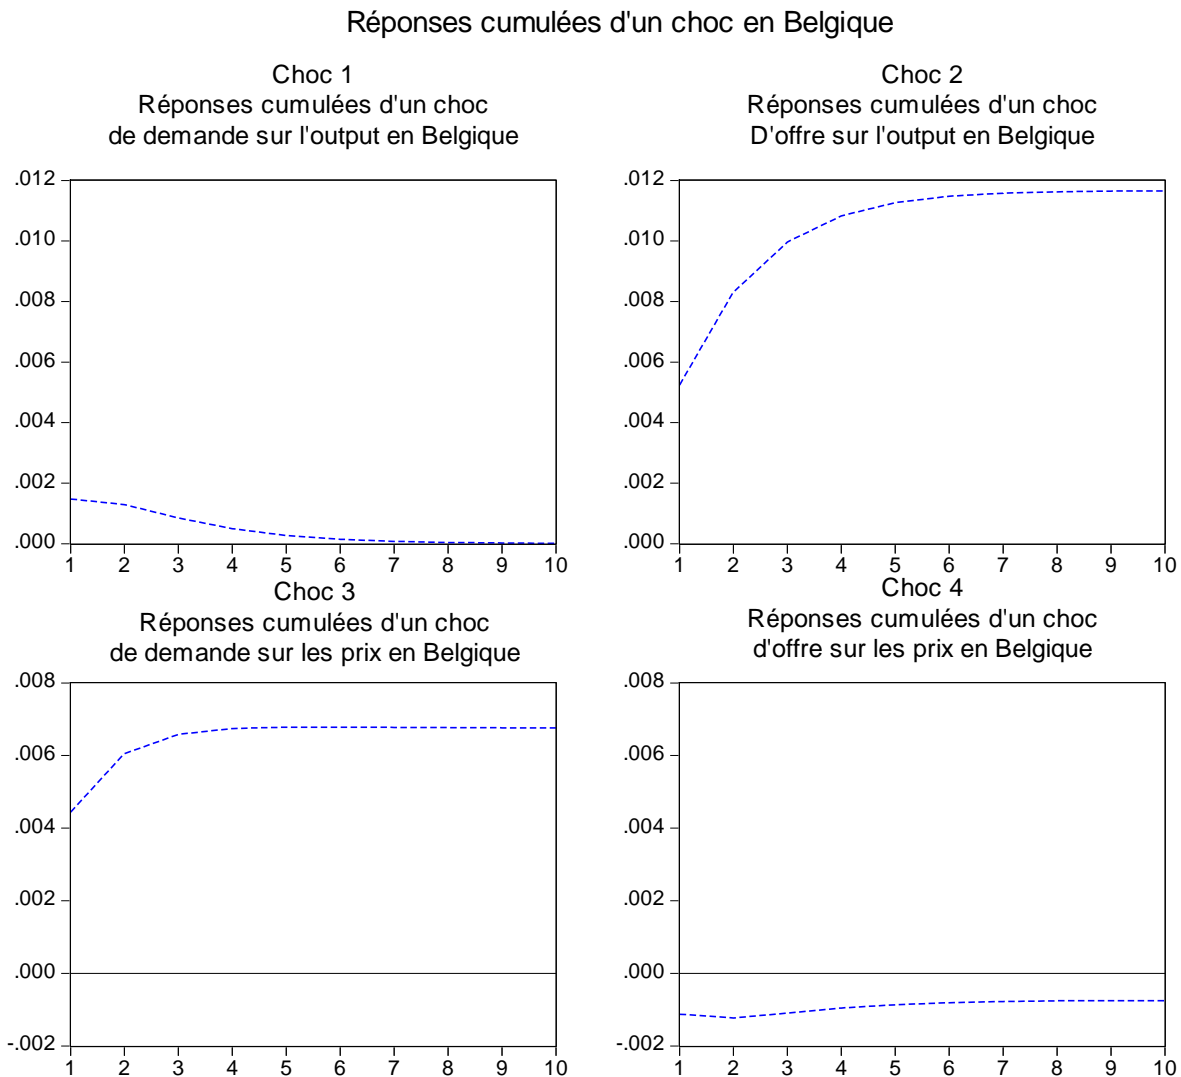 Réponses cumulées d'un choc en Belgique
Choc 1
Réponses cumulées d'un choc
de demande sur l'output en Belgique
.012
.010
.008
.006
.004
.002
.000
1 2 3 4 5 6 7 8 9 10
Choc 2
Réponses cumulées d'un choc
D'offre sur l'output en Belgique
.012
.010
.008
.006
.004
.002
.000
1 2 3 4 5 6 7 8 9 10
Choc 3
Réponses cumulées d'un choc
de demande sur les prix en Belgique
.008
.006
.004
.002
.000
-.002
1 2 3 4 5 6 7 8 9 10
Choc 4
Réponses cumulées d'un choc
d'offre sur les prix en Belgique
.008
.006
.004
.002
.000
-.002
1 2 3 4 5 6 7 8 9 10